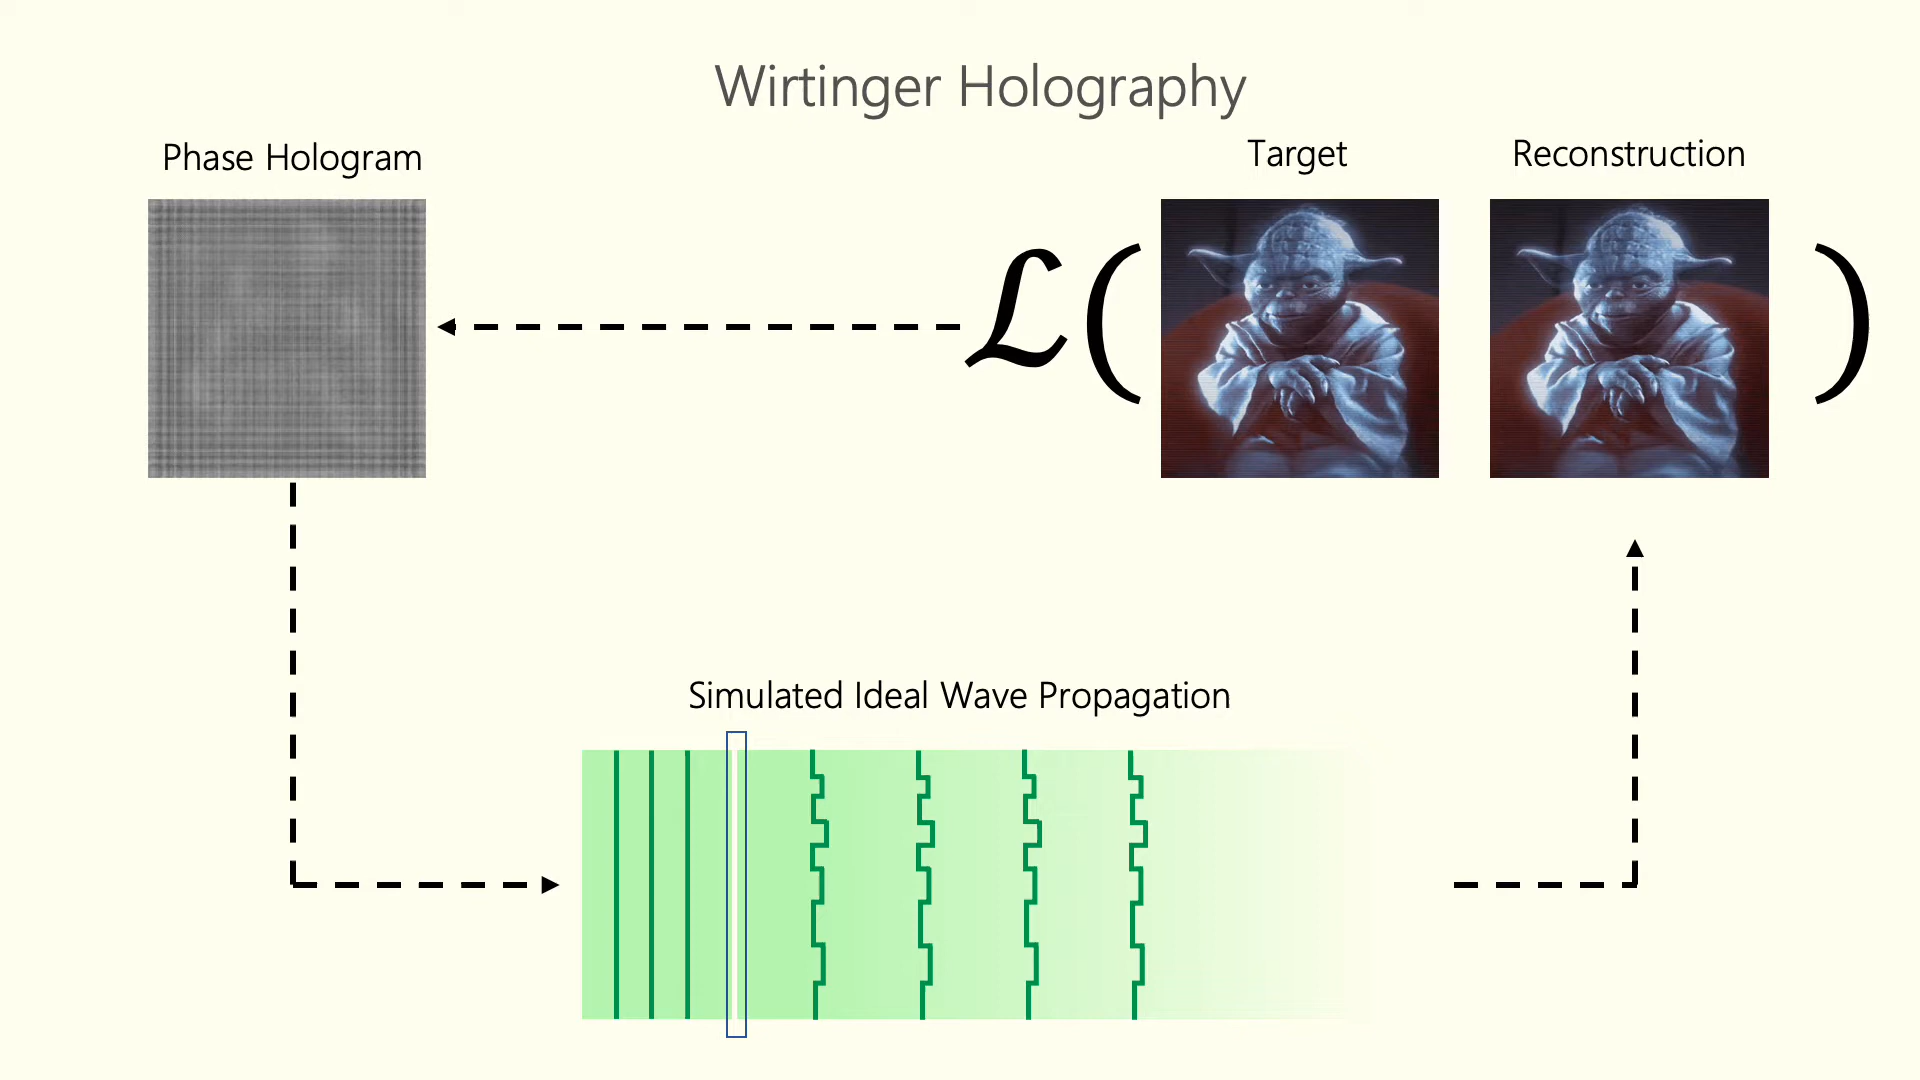 Wirtinger Holography
Phase Hologram
Target
Reconstruction
ℒ( )
Simulated Ideal Wave Propagation